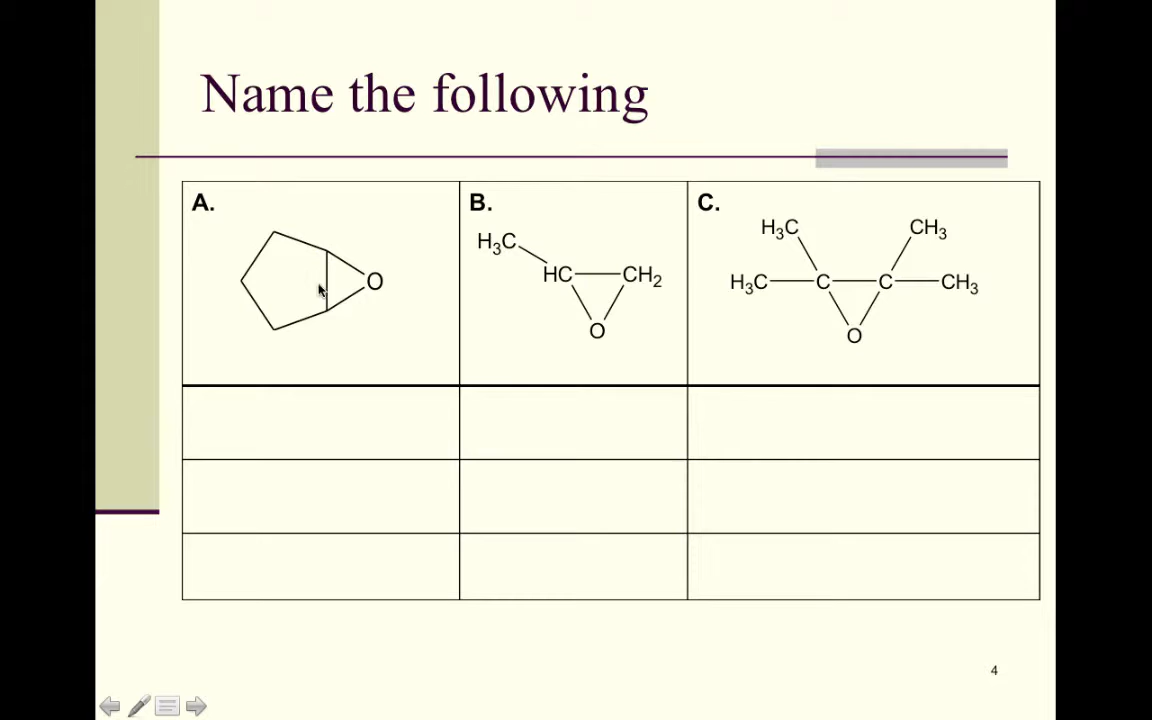 Name the following
A.
O
B.
H₃C
HC CH₂
O
C.
H₃C CH₃
H₃C C C CH₃
O
4